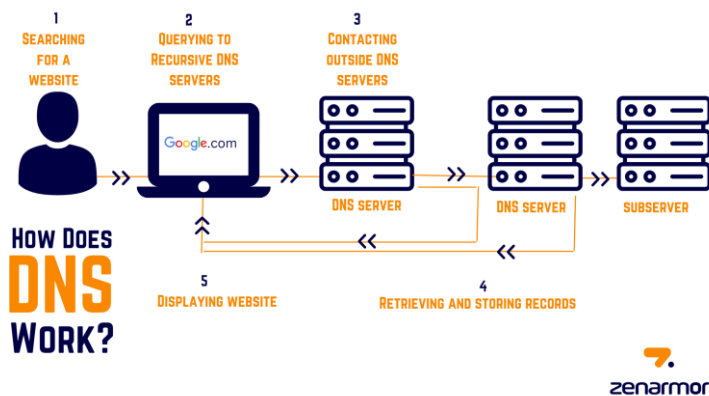 1
SEARCHING
FOR A
WEBSITE
2
QUERYING TO
RECURSIVE DNS
SERVERS
3
CONTACTING
OUTSIDE DNS
SERVERS
Google.com
DNS SERVER
DNS SERVER
SUBSERVER
HOW DOES
DNS
WORK?
5
DISPLAYING WEBSITE
4
RETRIEVING AND STORING RECORDS
zenarmor